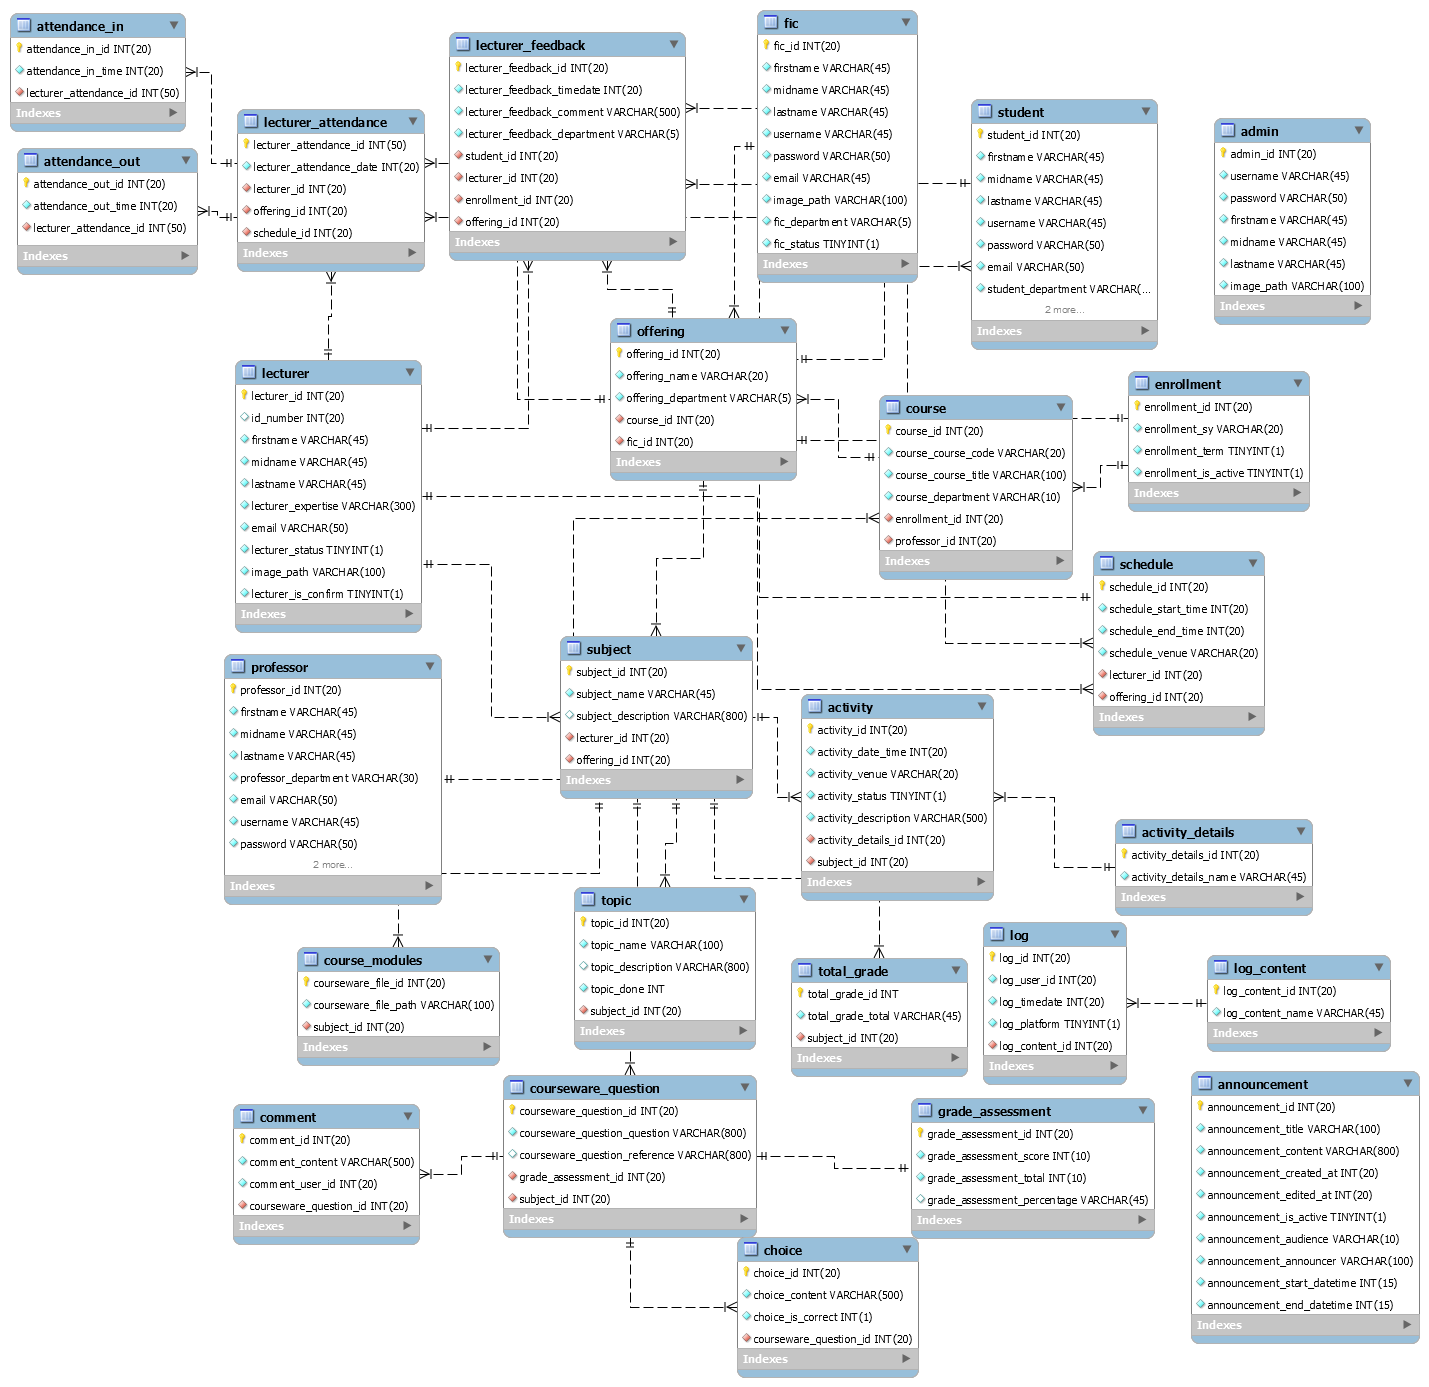 attendance_in
attendance_in_id INT(20)
attendance_in_time INT(20)
lecturer_attendance_id INT(50)
Indexes
attendance_out
attendance_out_id INT(20)
attendance_out_time INT(20)
lecturer_attendance_id INT(50)
Indexes
lecturer_attendance
lecturer_attendance_id INT(50)
lecturer_attendance_date INT(20)
lecturer_id INT(20)
offering_id INT(20)
schedule_id INT(20)
Indexes
lecturer_feedback
lecturer_feedback_id INT(20)
lecturer_feedback_timedate INT(20)
lecturer_feedback_comment VARCHAR(500)
lecturer_feedback_department VARCHAR(5)
student_id INT(20)
lecturer_id INT(20)
enrollment_id INT(20)
offering_id INT(20)
Indexes
fic
fic_id INT(20)
firstname VARCHAR(45)
midname VARCHAR(45)
lastname VARCHAR(45)
username VARCHAR(45)
password VARCHAR(50)
email VARCHAR(45)
image_path VARCHAR(100)
fic_department VARCHAR(5)
fic_status TINYINT(1)
Indexes
student
student_id INT(20)
firstname VARCHAR(45)
midname VARCHAR(45)
lastname VARCHAR(45)
username VARCHAR(45)
password VARCHAR(50)
email VARCHAR(50)
student_department VARCHAR(...
2 more...
Indexes
admin
admin_id INT(20)
username VARCHAR(45)
password VARCHAR(50)
firstname VARCHAR(45)
midname VARCHAR(45)
lastname VARCHAR(45)
image_path VARCHAR(100)
Indexes
offering
offering_id INT(20)
offering_name VARCHAR(20)
offering_department VARCHAR(5)
course_id INT(20)
fic_id INT(20)
Indexes
lecturer
lecturer_id INT(20)
id_number INT(20)
firstname VARCHAR(45)
midname VARCHAR(45)
lastname VARCHAR(45)
lecturer_expertise VARCHAR(300)
email VARCHAR(50)
lecturer_status TINYINT(1)
image_path VARCHAR(100)
lecturer_is_confirm TINYINT(1)
Indexes
course
course_id INT(20)
course_course_code VARCHAR(20)
course_course_title VARCHAR(100)
course_department VARCHAR(10)
enrollment_id INT(20)
professor_id INT(20)
Indexes
enrollment
enrollment_id INT(20)
enrollment_sy VARCHAR(20)
enrollment_term TINYINT(1)
enrollment_is_active TINYINT(1)
Indexes
schedule
schedule_id INT(20)
schedule_start_time INT(20)
schedule_end_time INT(20)
schedule_venue VARCHAR(20)
lecturer_id INT(20)
offering_id INT(20)
Indexes
subject
subject_id INT(20)
subject_name VARCHAR(45)
subject_description VARCHAR(800)
lecturer_id INT(20)
offering_id INT(20)
Indexes
professor
professor_id INT(20)
firstname VARCHAR(45)
midname VARCHAR(45)
lastname VARCHAR(45)
professor_department VARCHAR(30)
email VARCHAR(50)
username VARCHAR(45)
password VARCHAR(50)
2 more...
Indexes
activity
activity_id INT(20)
activity_date_time INT(20)
activity_venue VARCHAR(20)
activity_status TINYINT(1)
activity_description VARCHAR(500)
activity_details_id INT(20)
subject_id INT(20)
Indexes
activity_details
activity_details_id INT(20)
activity_details_name VARCHAR(45)
Indexes
topic
topic_id INT(20)
topic_name VARCHAR(100)
topic_description VARCHAR(800)
topic_done INT
subject_id INT(20)
Indexes
course_modules
courseware_file_id INT(20)
courseware_file_path VARCHAR(100)
subject_id INT(20)
Indexes
total_grade
total_grade_id INT
total_grade_total VARCHAR(45)
subject_id INT(20)
Indexes
log
log_id INT(20)
log_user_id INT(20)
log_timedate INT(20)
log_platform TINYINT(1)
log_content_id INT(20)
Indexes
log_content
log_content_id INT(20)
log_content_name VARCHAR(45)
Indexes
courseware_question
courseware_question_id INT(20)
courseware_question_question VARCHAR(800)
courseware_question_reference VARCHAR(800)
grade_assessment_id INT(20)
subject_id INT(20)
Indexes
comment
comment_id INT(20)
comment_content VARCHAR(500)
comment_user_id INT(20)
courseware_question_id INT(20)
Indexes
grade_assessment
grade_assessment_id INT(20)
grade_assessment_score INT(10)
grade_assessment_total INT(10)
grade_assessment_percentage VARCHAR(45)
Indexes
announcement
announcement_id INT(20)
announcement_title VARCHAR(100)
announcement_content VARCHAR(800)
announcement_created_at INT(20)
announcement_edited_at INT(20)
announcement_is_active TINYINT(1)
announcement_audience VARCHAR(10)
announcement_announcer VARCHAR(100)
announcement_start_datetime INT(15)
announcement_end_datetime INT(15)
Indexes
choice
choice_id INT(20)
choice_content VARCHAR(500)
choice_is_correct INT(1)
courseware_question_id INT(20)
Indexes